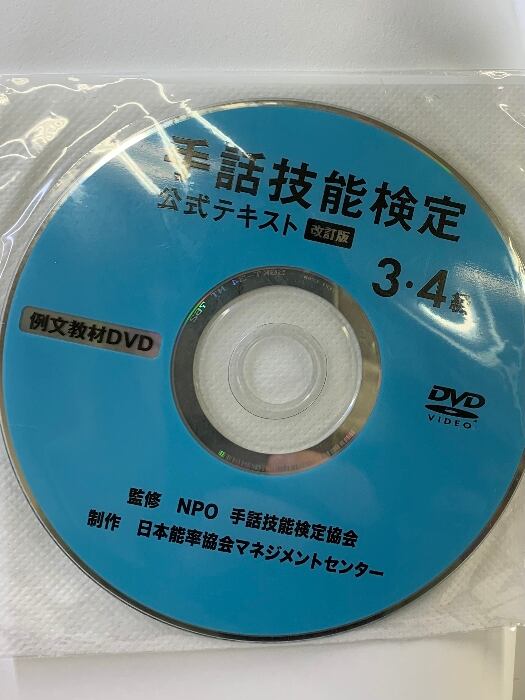 手話技能検定
公式テキスト 改訂版
3・4級
例文教材DVD
DVD
VIDEO
監修 NPO 手話技能検定協会
制作 日本能率協会マネジメントセンター